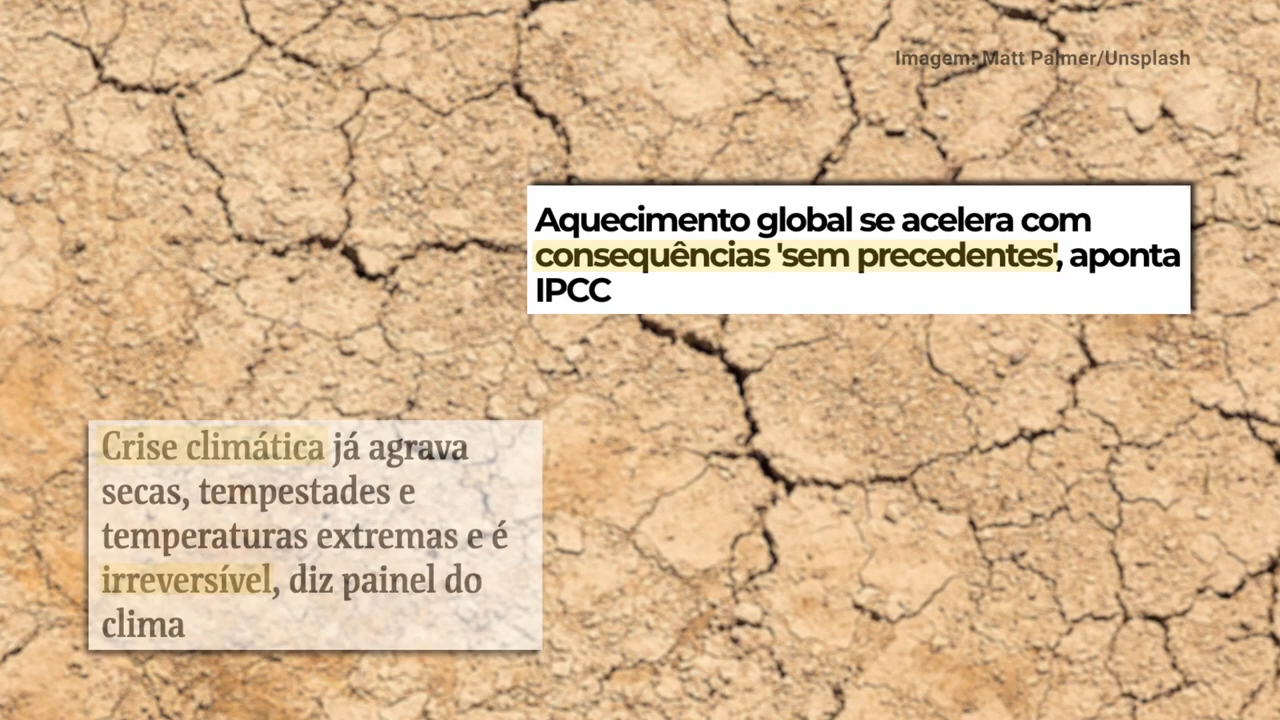 Imagem: Matt Palmer/Unsplash
Aquecimento global se acelera com
consequências 'sem precedentes', aponta
IPCC
Crise climática já agrava
secas, tempestades e
temperaturas extremas e é
irreversível, diz painel do
clima